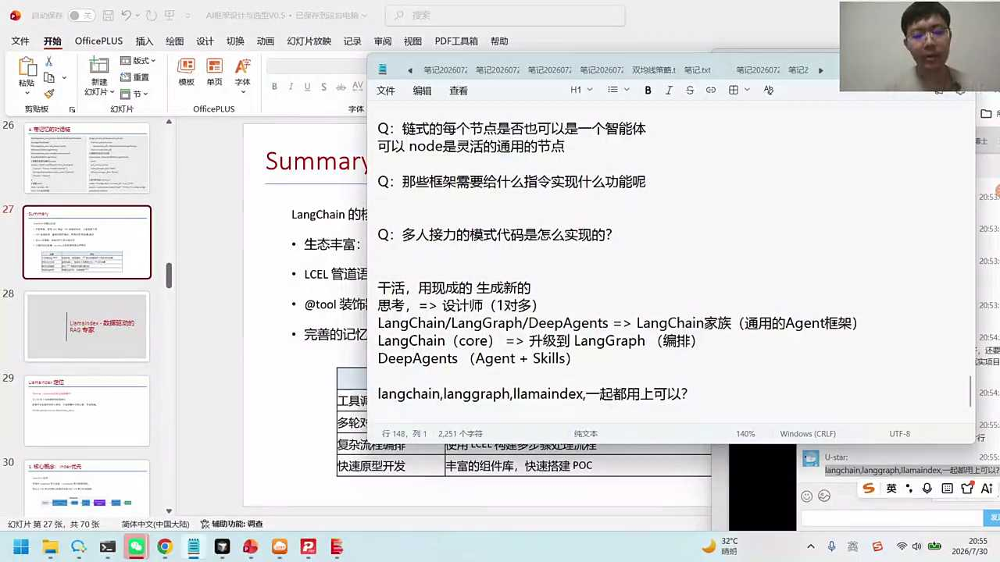 自动保存
关
AI框架设计与选型V0.5 • 已保存到这台电脑
搜索
文件 开始 OfficePLUS 插入 绘图 设计 切换 动画 幻灯片放映 录制 审阅 视图 PDF工具箱 帮助
粘贴
剪贴板
新建
幻灯片
版式
重置
节
幻灯片
模板 单页 字体
OfficePLUS
B I U S ab AV
字体
26
4. 带记忆的对话链
27
Summary
28
LlamaIndex - 数据驱动的
RAG 专家
29
LlamaIndex 定位
30
1. 核心概念：Index优先
Summary
LangChain 的核
• 生态丰富：
• LCEL 管道语
• @tool 装饰
• 完善的记忆
工具调
多轮对
复杂流程编排 使用 LCEL 构建多步骤处理流程
快速原型开发 丰富的组件库，快速搭建 POC
笔记2026072 笔记2026072 笔记2026072 笔记2026072 双均线策略.t 笔记.txt 笔记2026072 笔记2
文件 编辑 查看
H1 B I S
Q：链式的每个节点是否也可以是一个智能体
node是灵活的通用的节点
Q：那些框架需要给什么指令实现什么功能呢
Q：多人接力的模式代码是怎么实现的？
干活，用现成的 生成新的
思考，=> 设计师（1对多）
LangChain/LangGraph/DeepAgents => LangChain家族（通用的Agent框架）
LangChain（core） => 升级到 LangGraph （编排）
DeepAgents （Agent + Skills）
langchain,langgraph,llamaindex,一起都用上可以?
行 148，列 1 2,251 个字符 纯文本 140% Windows (CRLF) UTF-8
博士
20:53
20:53
20:53
20:54
，还要
实项目
20:54
20:55
行
20:55
U-star:
langchain,langgraph,llamaindex,一起都用上可以?
英
幻灯片 第 27 张，共 70 张 简体中文(中国大陆) 辅助功能: 调查
32°C
晴朗
英
20:55
2026/7/30